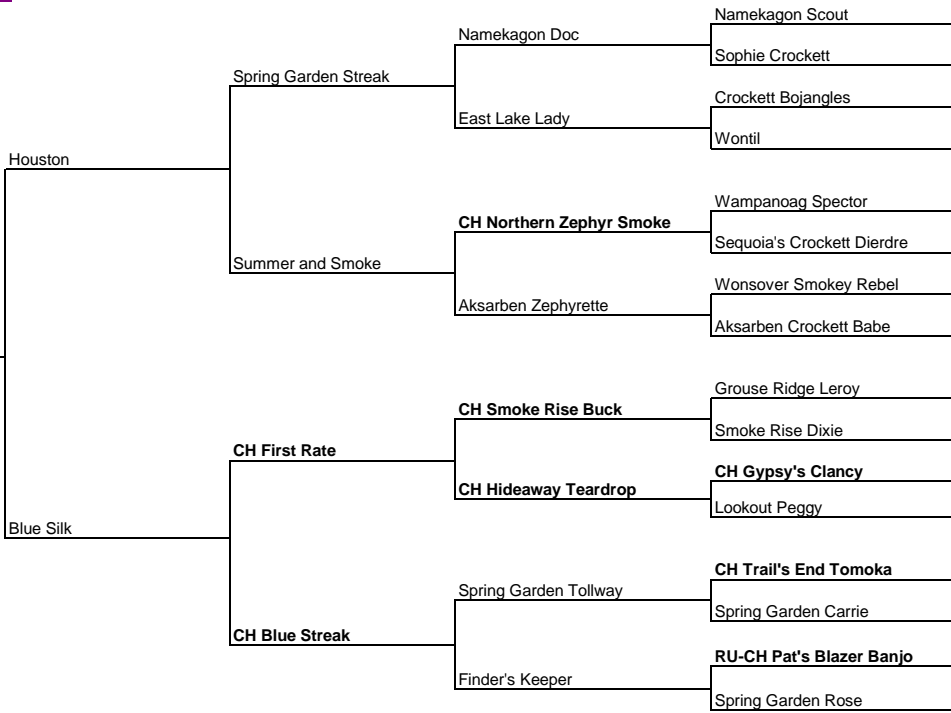 Namekagon Scout
Namekagon Doc
Sophie Crockett
Spring Garden Streak
Crockett Bojangles
East Lake Lady
Wontil
Houston
Wampanoag Spector
CH Northern Zephyr Smoke
Sequoia's Crockett Dierdre
Summer and Smoke
Wonsover Smokey Rebel
Aksarben Zephyrette
Aksarben Crockett Babe
Grouse Ridge Leroy
CH Smoke Rise Buck
Smoke Rise Dixie
CH First Rate
CH Gypsy's Clancy
CH Hideaway Teardrop
Lookout Peggy
Blue Silk
CH Trail's End Tomoka
Spring Garden Tollway
Spring Garden Carrie
CH Blue Streak
RU-CH Pat's Blazer Banjo
Finder's Keeper
Spring Garden Rose